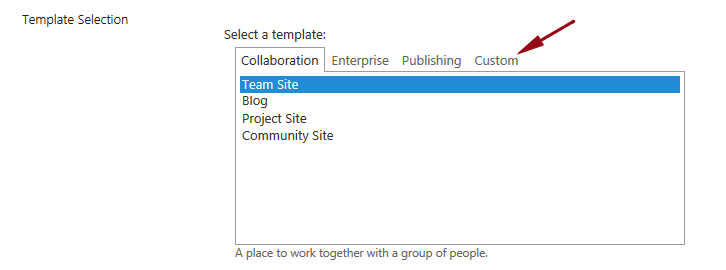 Template Selection
Select a template:
Collaboration Enterprise Publishing Custom
Team Site
Blog
Project Site
Community Site
A place to work together with a group of people.